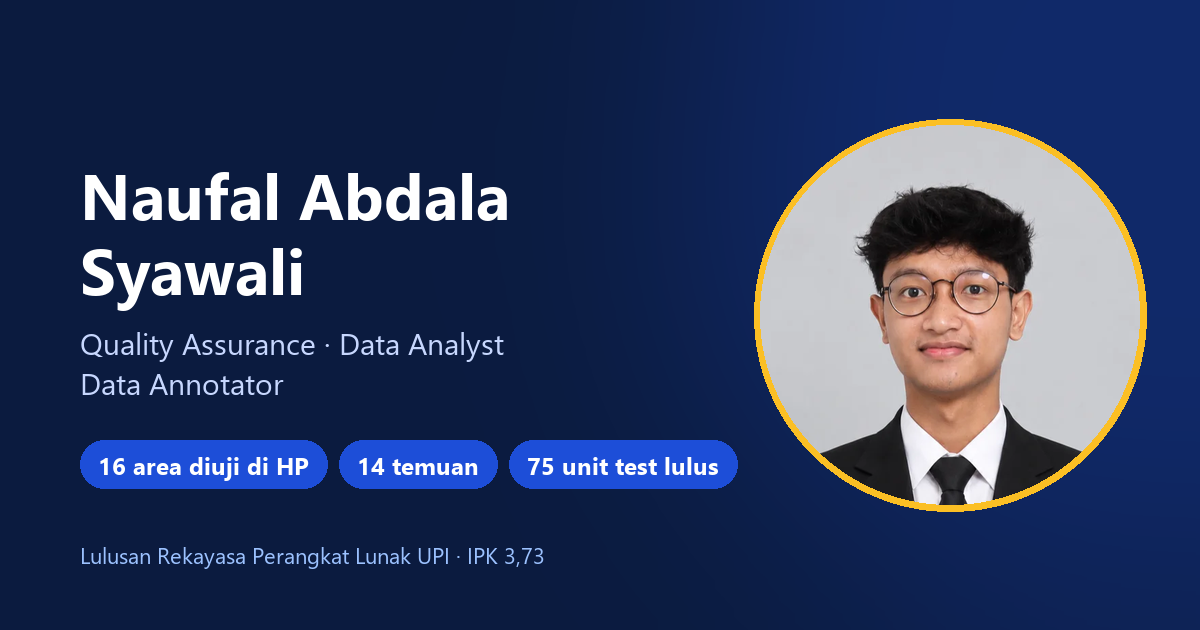 Naufal Abdala
Syawali
Quality Assurance · Data Analyst
Data Annotator
16 area diuji di HP
14 temuan
75 unit test lulus
Lulusan Rekayasa Perangkat Lunak UPI · IPK 3,73